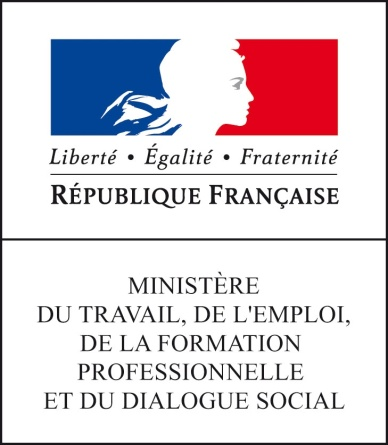 Liberté • Égalité • Fraternité
RÉPUBLIQUE FRANÇAISE
MINISTÈRE
DU TRAVAIL, DE L'EMPLOI,
DE LA FORMATION
PROFESSIONNELLE
ET DU DIALOGUE SOCIAL